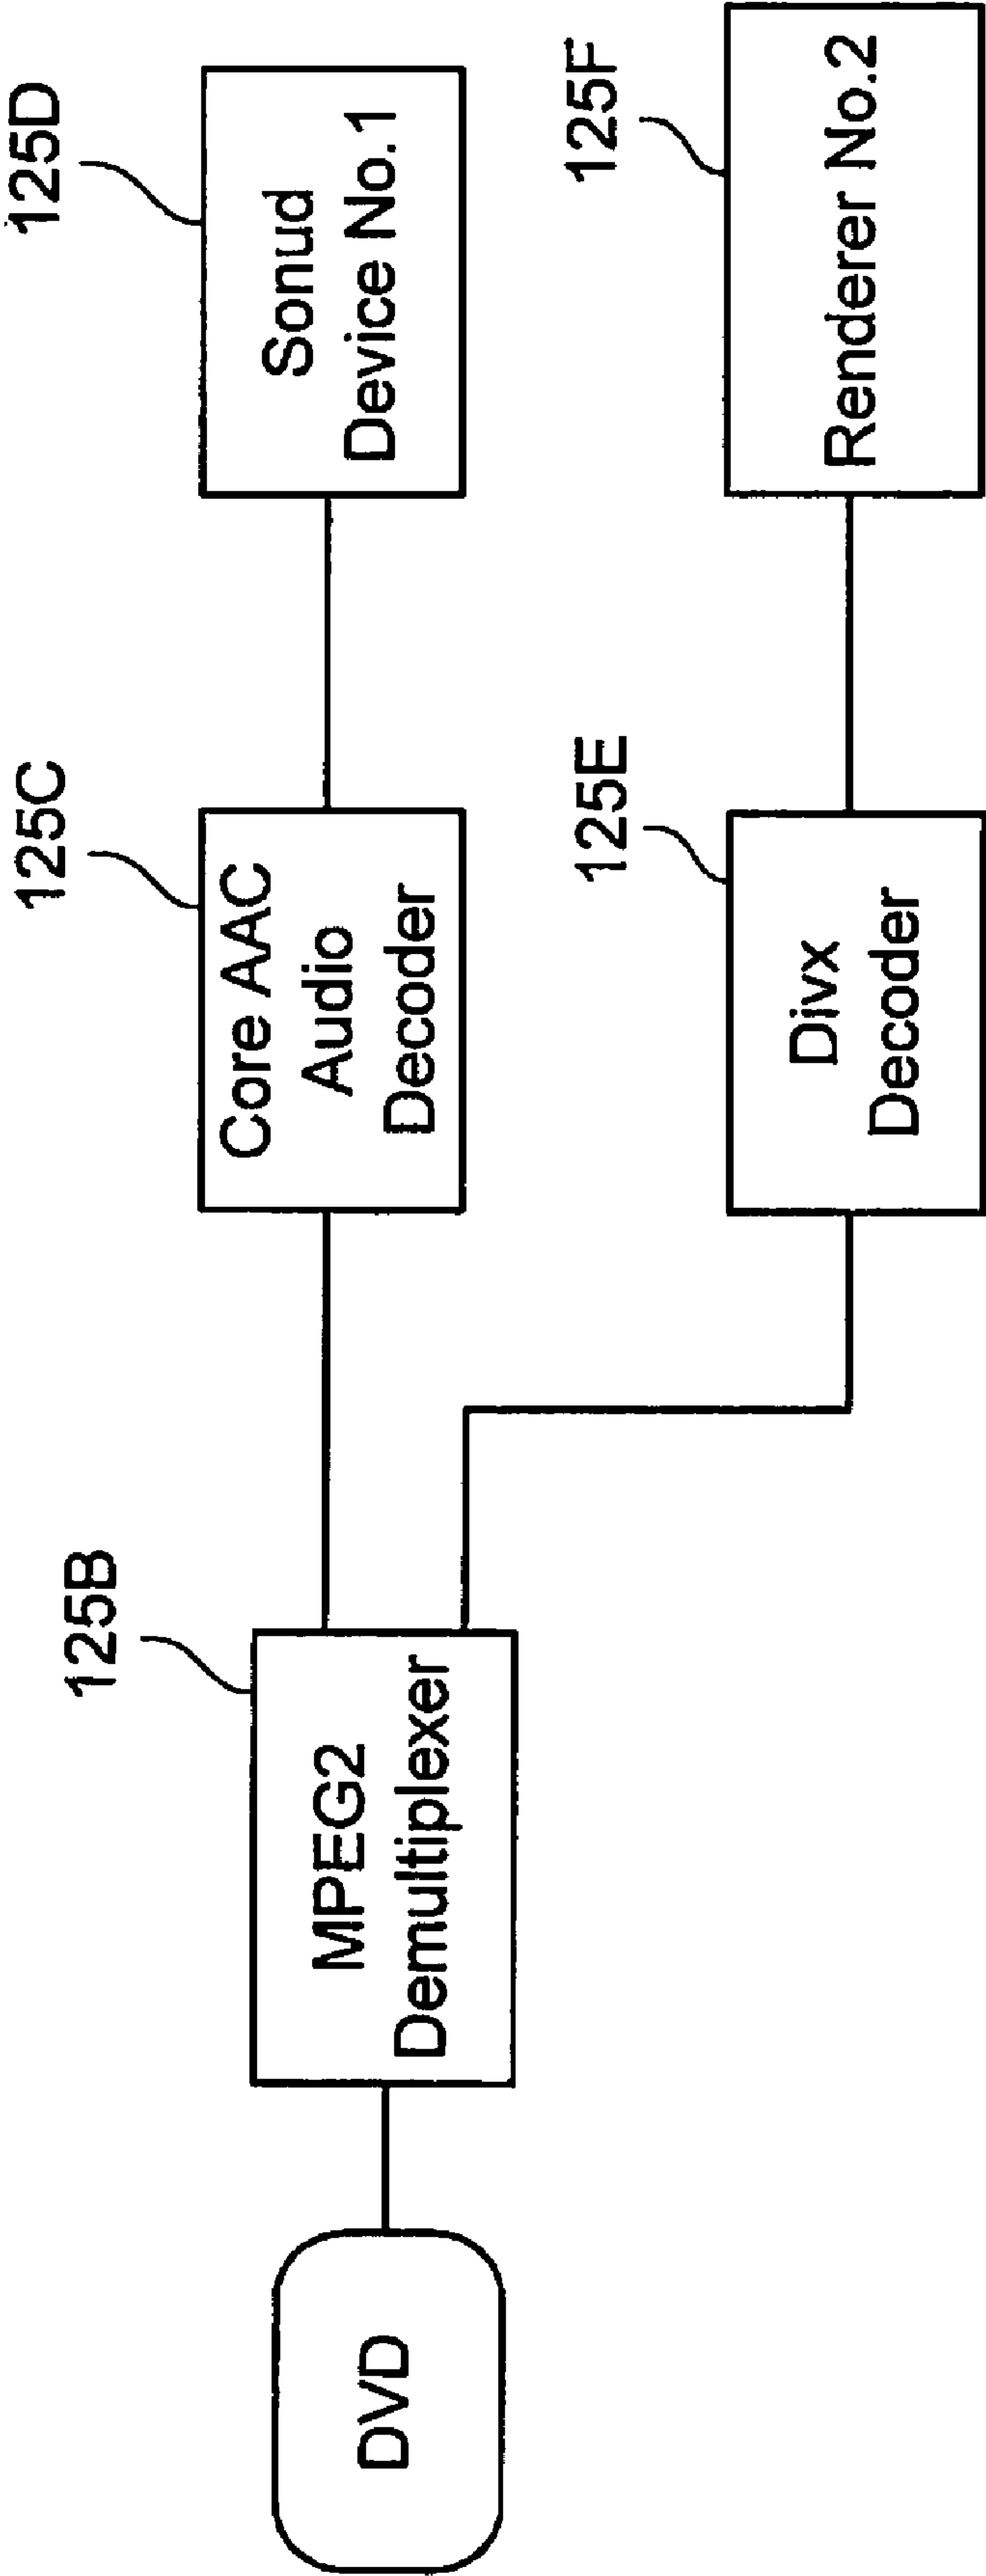 DVD
125B
MPEG2
Demultiplexer
125C
Core AAC
Audio
Decoder
125D
Sonud
Device No.1
125E
Divx
Decoder
125F
Renderer No.2